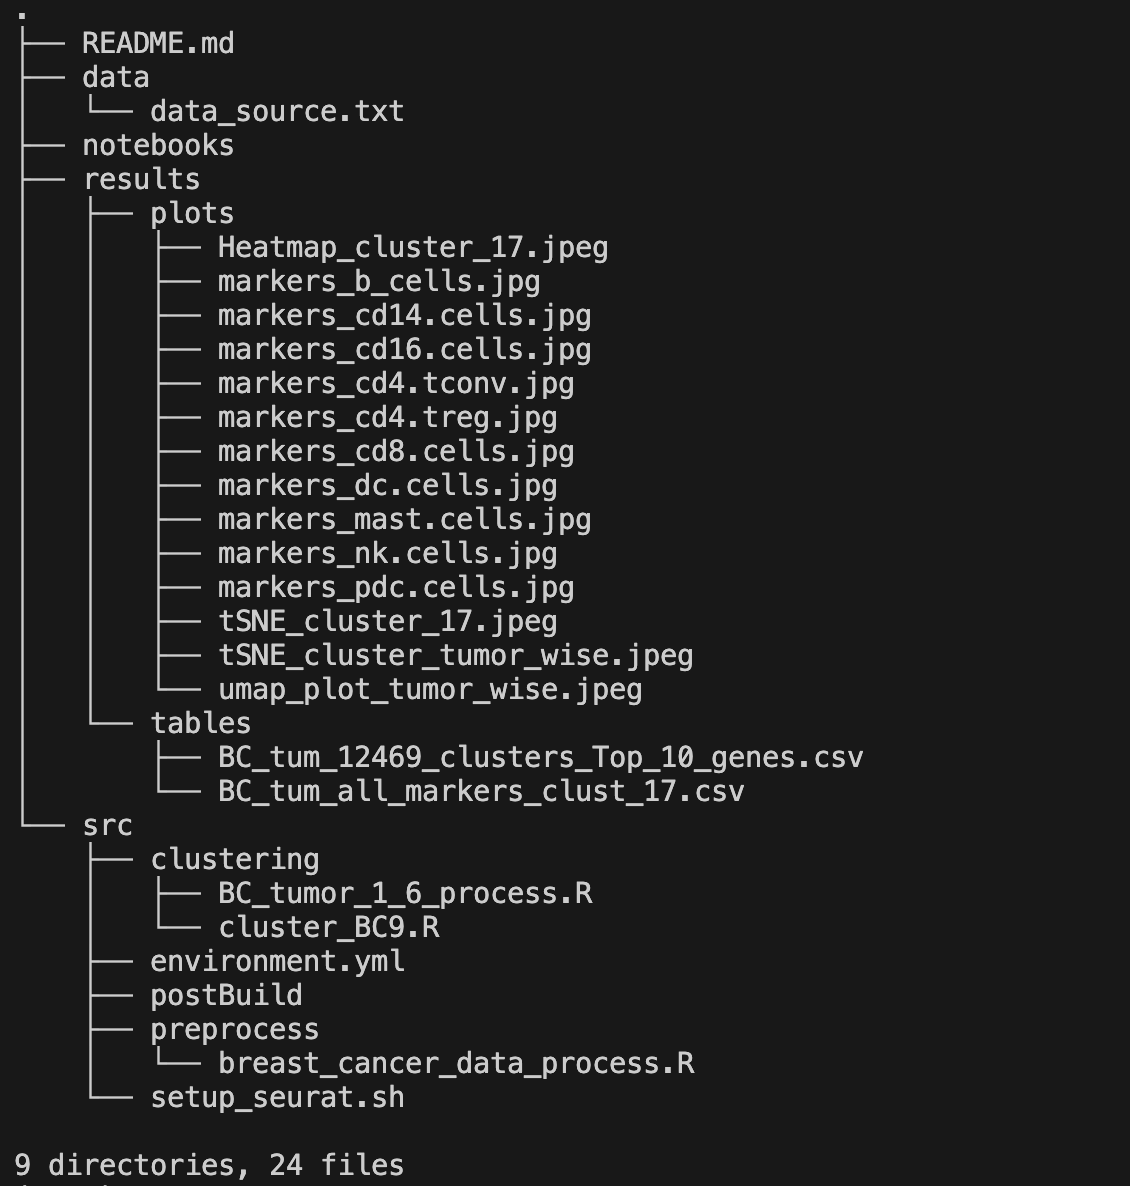 .
├── README.md
├── data
│   └── data_source.txt
├── notebooks
├── results
│   ├── plots
│   │   ├── Heatmap_cluster_17.jpeg
│   │   ├── markers_b_cells.jpg
│   │   ├── markers_cd14.cells.jpg
│   │   ├── markers_cd16.cells.jpg
│   │   ├── markers_cd4.tconv.jpg
│   │   ├── markers_cd4.treg.jpg
│   │   ├── markers_cd8.cells.jpg
│   │   ├── markers_dc.cells.jpg
│   │   ├── markers_mast.cells.jpg
│   │   ├── markers_nk.cells.jpg
│   │   ├── markers_pdc.cells.jpg
│   │   ├── tSNE_cluster_17.jpeg
│   │   ├── tSNE_cluster_tumor_wise.jpeg
│   │   └── umap_plot_tumor_wise.jpeg
│   └── tables
│       ├── BC_tum_12469_clusters_Top_10_genes.csv
│       └── BC_tum_all_markers_clust_17.csv
└── src
    ├── clustering
    │   ├── BC_tumor_1_6_process.R
    │   └── cluster_BC9.R
    ├── environment.yml
    ├── postBuild
    ├── preprocess
    │   └── breast_cancer_data_process.R
    └── setup_seurat.sh
9 directories, 24 files